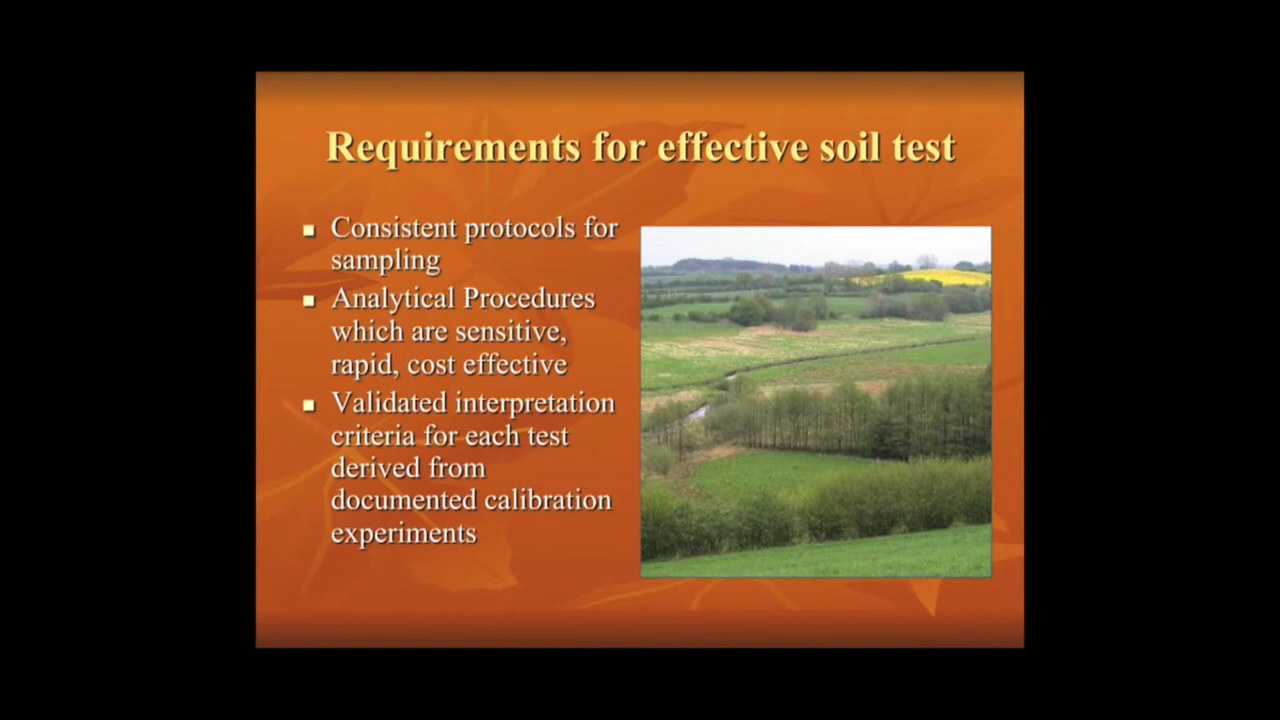 Requirements for effective soil test
Consistent protocols for
sampling
Analytical Procedures
which are sensitive,
rapid, cost effective
Validated interpretation
criteria for each test
derived from
documented calibration
experiments